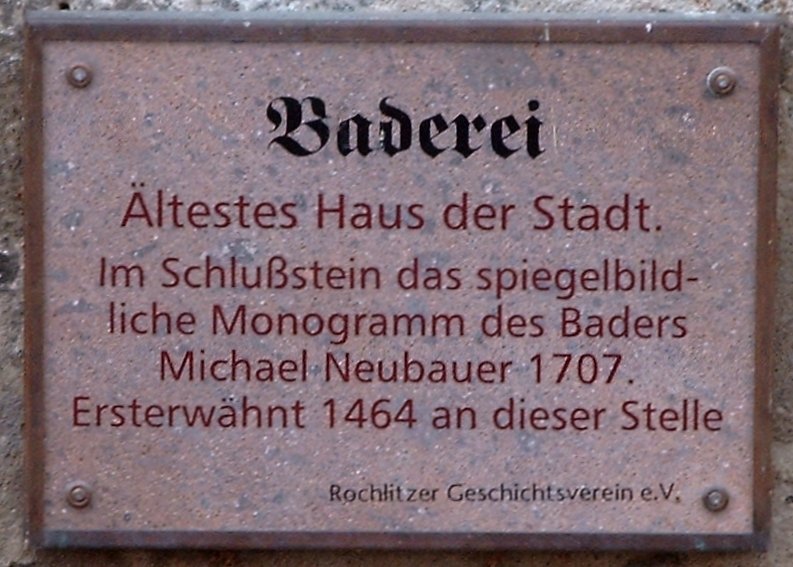 Baderei
Ältestes Haus der Stadt.
Im Schlußstein das spiegelbild-
liche Monogramm des Baders
Michael Neubauer 1707.
Ersterwähnt 1464 an dieser Stelle
Rochlitzer Geschichtsverein e.V.